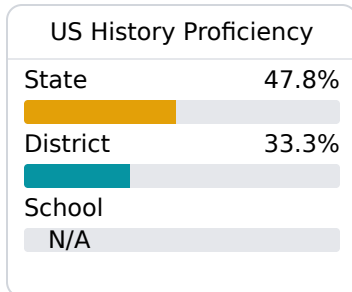 US History Proficiency
State 47.8%
District 33.3%
School
N/A